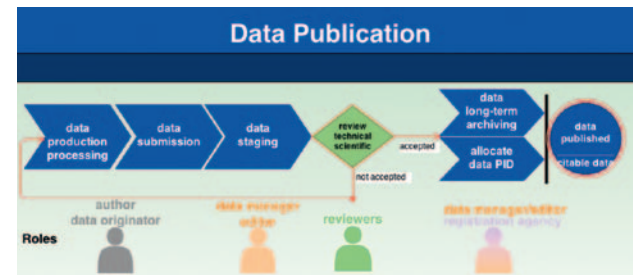 Data Publication
data
production
processing
data
submission
data
staging
review
technical
scientific
accepted
not accepted
data
long-term
archiving
allocate
data PID
data
published
citable data
author
data originator
data manager
editor
reviewers
data manager/editor
registration agency
Roles